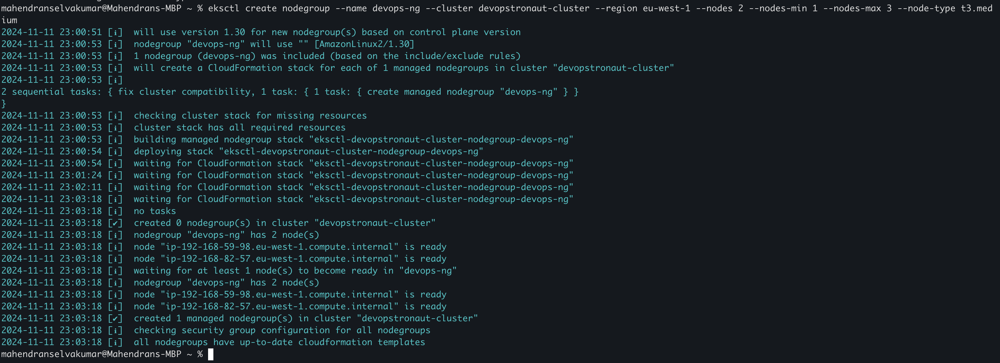 mahendranselvakumar@Mahendrans-MBP ~ % eksctl create nodegroup --name devops-ng --cluster devopstronaut-cluster --region eu-west-1 --nodes 2 --nodes-min 1 --nodes-max 3 --node-type t3.med
ium
2024-11-11 23:00:51 [ℹ]  will use version 1.30 for new nodegroup(s) based on control plane version
2024-11-11 23:00:53 [ℹ]  nodegroup "devops-ng" will use "" [AmazonLinux2/1.30]
2024-11-11 23:00:53 [ℹ]  1 nodegroup (devops-ng) was included (based on the include/exclude rules)
2024-11-11 23:00:53 [ℹ]  will create a CloudFormation stack for each of 1 managed nodegroups in cluster "devopstronaut-cluster"
2024-11-11 23:00:53 [ℹ]
2 sequential tasks: { fix cluster compatibility, 1 task: { 1 task: { create managed nodegroup "devops-ng" } }
}
2024-11-11 23:00:53 [ℹ]  checking cluster stack for missing resources
2024-11-11 23:00:53 [ℹ]  cluster stack has all required resources
2024-11-11 23:00:53 [ℹ]  building managed nodegroup stack "eksctl-devopstronaut-cluster-nodegroup-devops-ng"
2024-11-11 23:00:54 [ℹ]  deploying stack "eksctl-devopstronaut-cluster-nodegroup-devops-ng"
2024-11-11 23:00:54 [ℹ]  waiting for CloudFormation stack "eksctl-devopstronaut-cluster-nodegroup-devops-ng"
2024-11-11 23:01:24 [ℹ]  waiting for CloudFormation stack "eksctl-devopstronaut-cluster-nodegroup-devops-ng"
2024-11-11 23:02:11 [ℹ]  waiting for CloudFormation stack "eksctl-devopstronaut-cluster-nodegroup-devops-ng"
2024-11-11 23:03:18 [ℹ]  waiting for CloudFormation stack "eksctl-devopstronaut-cluster-nodegroup-devops-ng"
2024-11-11 23:03:18 [ℹ]  no tasks
2024-11-11 23:03:18 [✔]  created 0 nodegroup(s) in cluster "devopstronaut-cluster"
2024-11-11 23:03:18 [ℹ]  nodegroup "devops-ng" has 2 node(s)
2024-11-11 23:03:18 [ℹ]  node "ip-192-168-59-98.eu-west-1.compute.internal" is ready
2024-11-11 23:03:18 [ℹ]  node "ip-192-168-82-57.eu-west-1.compute.internal" is ready
2024-11-11 23:03:18 [ℹ]  waiting for at least 1 node(s) to become ready in "devops-ng"
2024-11-11 23:03:18 [ℹ]  nodegroup "devops-ng" has 2 node(s)
2024-11-11 23:03:18 [ℹ]  node "ip-192-168-59-98.eu-west-1.compute.internal" is ready
2024-11-11 23:03:18 [ℹ]  node "ip-192-168-82-57.eu-west-1.compute.internal" is ready
2024-11-11 23:03:18 [✔]  created 1 managed nodegroup(s) in cluster "devopstronaut-cluster"
2024-11-11 23:03:18 [ℹ]  checking security group configuration for all nodegroups
2024-11-11 23:03:18 [ℹ]  all nodegroups have up-to-date cloudformation templates
mahendranselvakumar@Mahendrans-MBP ~ %